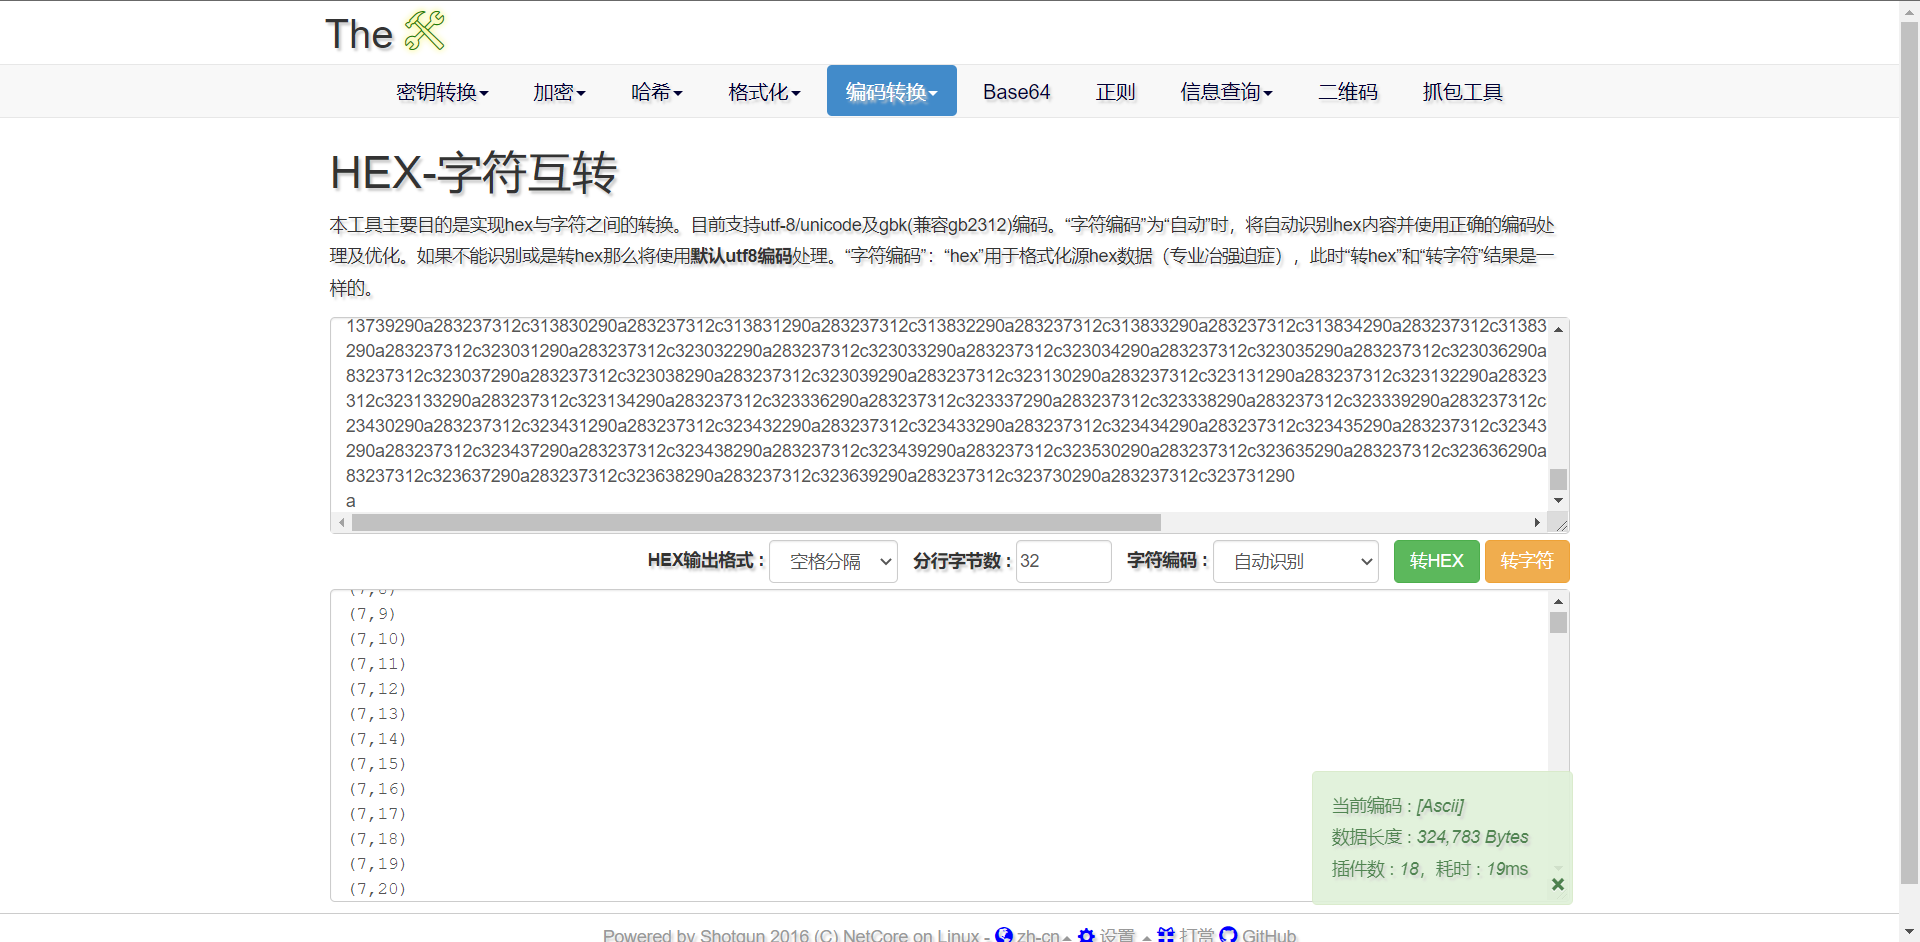 The
密钥转换 加密 哈希 格式化 编码转换 Base64 正则 信息查询 二维码 抓包工具
HEX-字符互转
本工具主要目的是实现hex与字符之间的转换。目前支持utf-8/unicode及gbk(兼容gb2312)编码。“字符编码”为“自动”时，将自动识别hex内容并使用正确的编码处
理及优化。如果不能识别或是转hex那么将使用默认utf8编码处理。“字符编码”：“hex”用于格式化源hex数据（专业冶强迫症），此时“转hex”和“转字符”结果是一
样的。
13739290a283237312c313830290a283237312c313831290a283237312c313832290a283237312c313833290a283237312c313834290a283237312c31383
290a283237312c323031290a283237312c323032290a283237312c323033290a283237312c323034290a283237312c323035290a283237312c323036290a
83237312c323037290a283237312c323038290a283237312c323039290a283237312c323130290a283237312c323131290a283237312c323132290a28323
312c323133290a283237312c323134290a283237312c323336290a283237312c323337290a283237312c323338290a283237312c323339290a283237312c
23430290a283237312c323431290a283237312c323432290a283237312c323433290a283237312c323434290a283237312c323435290a283237312c32343
290a283237312c323437290a283237312c323438290a283237312c323439290a283237312c323530290a283237312c323635290a283237312c323636290a
83237312c323637290a283237312c323638290a283237312c323639290a283237312c323730290a283237312c323731290
a
HEX输出格式 : 空格分隔 分行字节数 : 32 字符编码 : 自动识别 转HEX 转字符
(7,8)
(7,9)
(7,10)
(7,11)
(7,12)
(7,13)
(7,14)
(7,15)
(7,16)
(7,17)
(7,18)
(7,19)
(7,20)
当前编码 : [Ascii]
数据长度 : 324,783 Bytes
插件数 : 18，耗时 : 19ms
Powered by Shotgun 2016 (C) NetCore on Linux - zh-cn 设置 打赏 GitHub